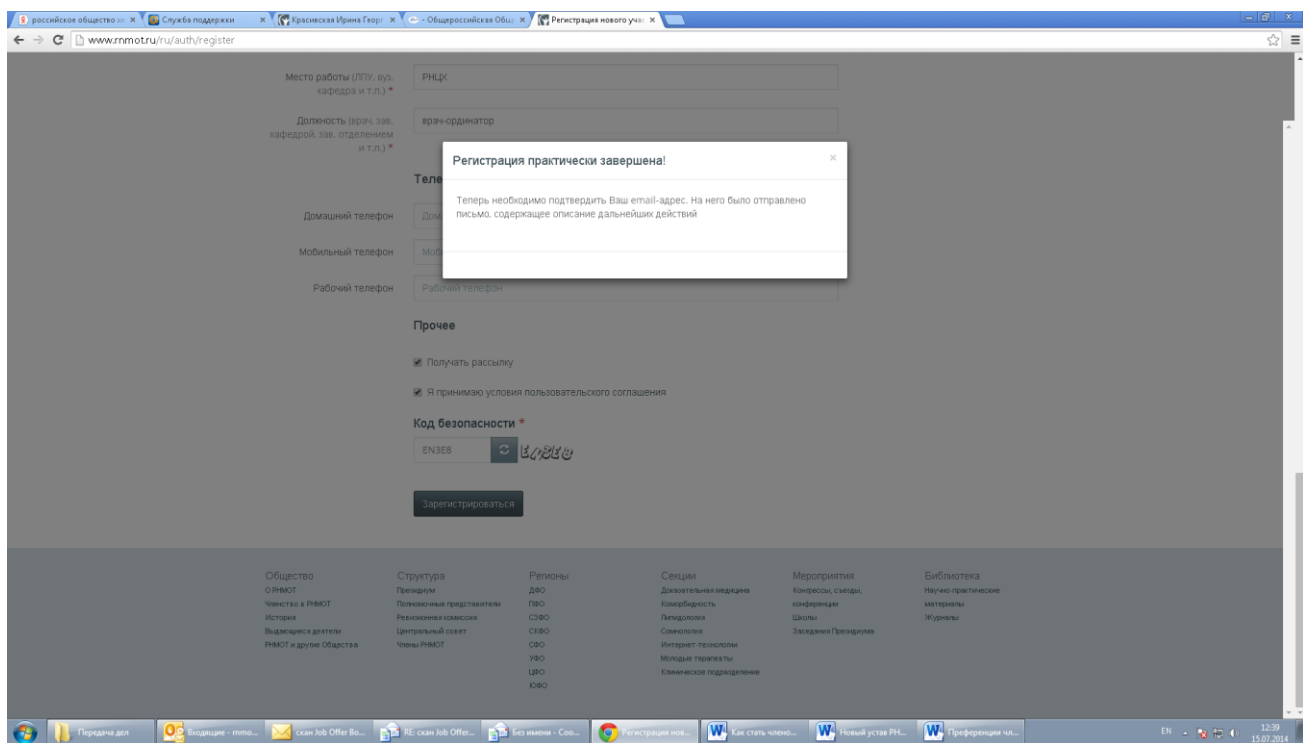 российское общество
Служба поддержки
Красивская Ирина Георг
- Общероссийская Обще
Регистрация нового учас
www.rnmot.ru/ru/auth/register
Место работы (ЛПУ, вуз,
кафедра и т.п.) *
РНЦХ
Должность (врач, зав.
кафедрой, зав. отделением
и т.п.) *
врач-ординатор
Регистрация практически завершена!
×
Теперь необходимо подтвердить Ваш email-адрес. На него было отправлено
письмо, содержащее описание дальнейших действий
Теле
Домашний телефон
Дом
Мобильный телефон
Моб
Рабочий телефон
Рабочий телефон
Прочее
Получать рассылку
Я принимаю условия пользовательского соглашения
Код безопасности *
EN3E8
Зарегистрироваться
Общество
О РНМОТ
Членство в РНМОТ
История
Выдающиеся деятели
РНМОТ и другие Общества
Структура
Президиум
Полномочные представители
Ревизионная комиссия
Центральный совет
Члены РНМОТ
Регионы
ДФО
ПФО
СЗФО
СКФО
СФО
УФО
ЦФО
ЮФО
Секции
Доказательная медицина
Коморбидность
Липидология
Сомнология
Интернет-технологии
Молодые терапевты
Клиническое подразделение
Мероприятия
Конгрессы, съезды,
конференции
Школы
Заседания Президиума
Библиотека
Научно-практические
материалы
Журналы
Передача дел
Входящие - rnmo...
скан Job Offer Bo...
RE: скан Job Offer...
Без имени - Соо...
Регистрация нов...
Как стать члено...
Новый устав РН...
Преференции чл...
EN
12:39
15.07.2014